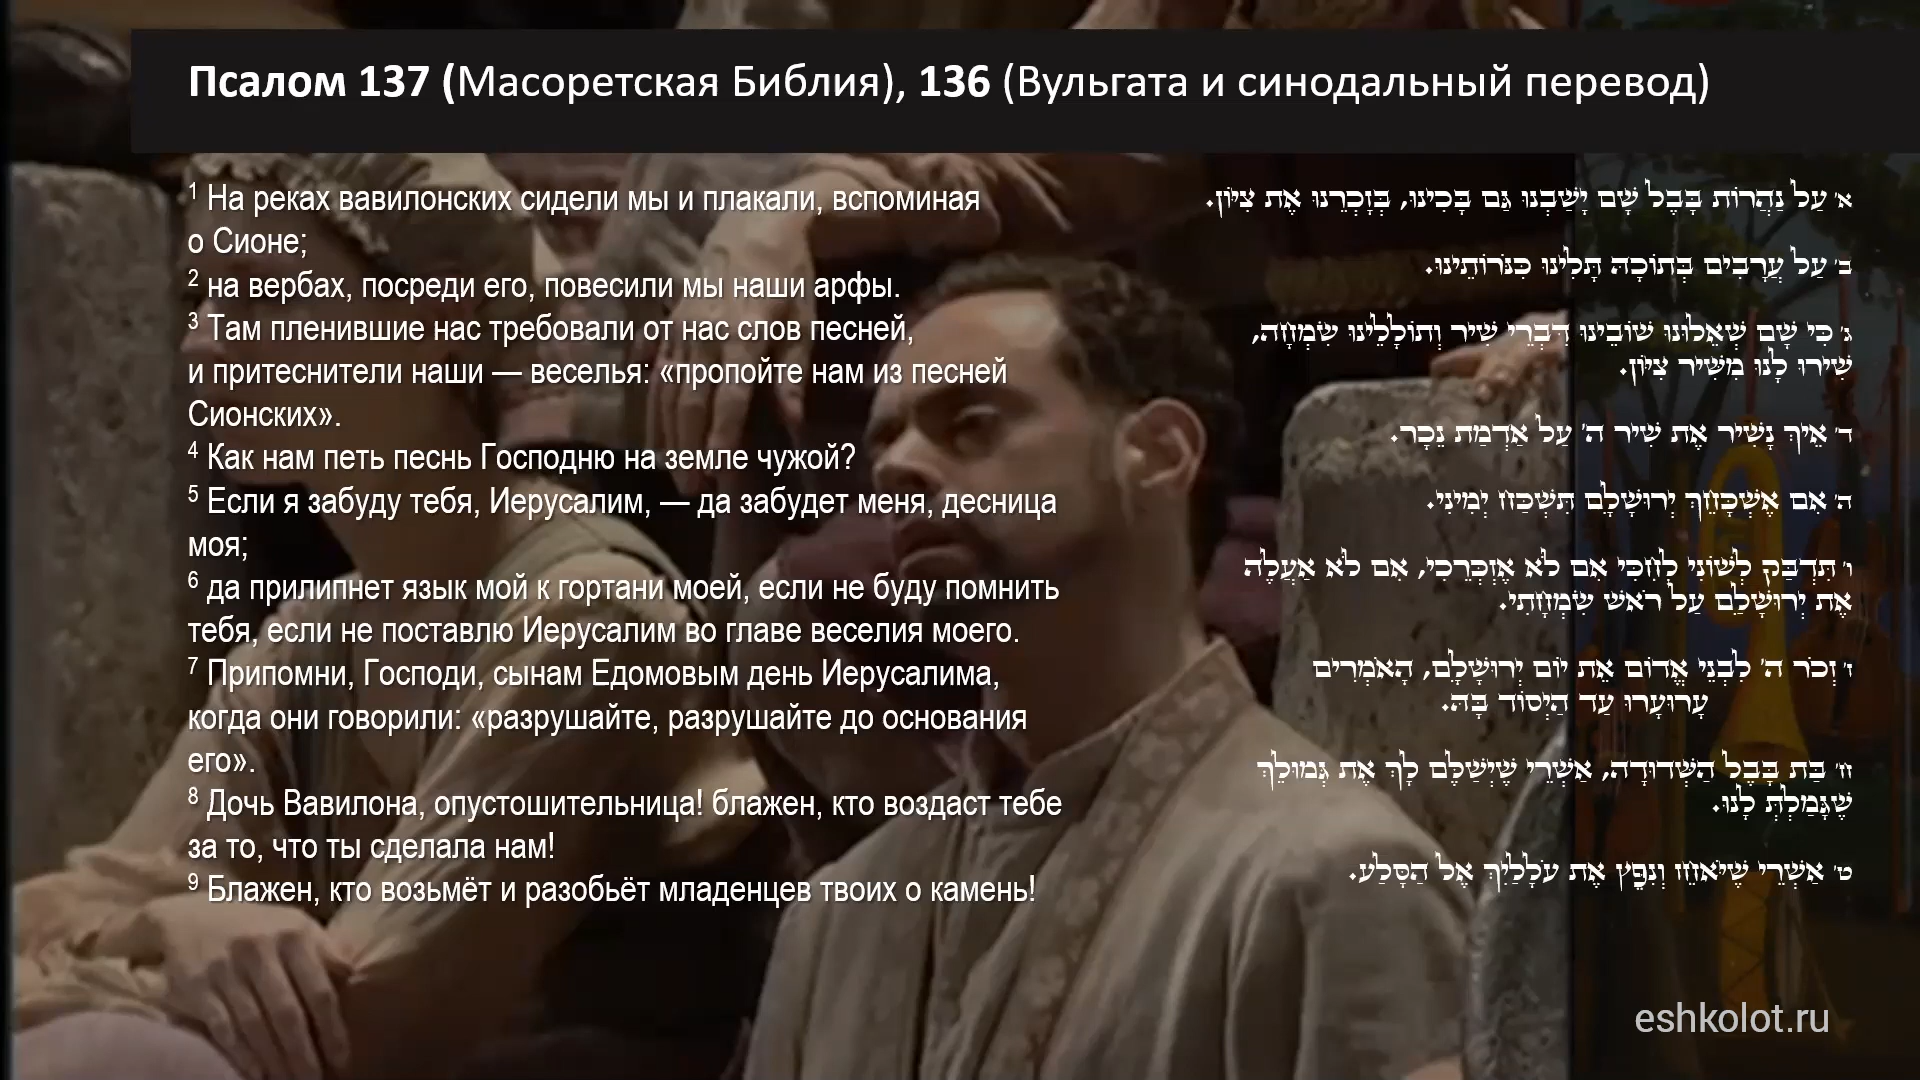 Псалом 137 (Масоретская Библия), 136 (Вульгата и синодальный перевод)
1 На реках вавилонских сидели мы и плакали, вспоминая
о Сионе;
2 на вербах, посреди его, повесили мы наши арфы.
3 Там пленившие нас требовали от нас слов песней,
и притеснители наши — веселья: «пропойте нам из песней
Сионских».
4 Как нам петь песнь Господню на земле чужой?
5 Если я забуду тебя, Иерусалим, — да забудет меня, десница
моя;
6 да прилипнет язык мой к гортани моей, если не буду помнить
тебя, если не поставлю Иерусалим во главе веселия моего.
7 Припомни, Господи, сынам Едомовым день Иерусалима,
когда они говорили: «разрушайте, разрушайте до основания
его».
8 Дочь Вавилона, опустошительница! блажен, кто воздаст тебе
за то, что ты сделала нам!
9 Блажен, кто возьмёт и разобьёт младенцев твоих о камень!
א' עַל נַהֲרוֹת בָּבֶל שָׁם יָשַׁבְנוּ גַּם בָּכִינוּ, בְּזָכְרֵנוּ אֶת צִיּוֹן.
ב' עַל עֲרָבִים בְּתוֹכָהּ תָּלִינוּ כִּנֹּרוֹתֵינוּ.
ג' כִּי שָׁם שְׁאֵלוּנוּ שׁוֹבֵינוּ דִּבְרֵי שִׁיר וְתוֹלָלֵינוּ שִׂמְחָה,
שִׁירוּ לָנוּ מִשִּׁיר צִיּוֹן.
ד' אֵיךְ נָשִׁיר אֶת שִׁיר ה' עַל אַדְמַת נֵכָר.
ה' אִם אֶשְׁכָּחֵךְ יְרוּשָׁלִָם תִּשְׁכַּח יְמִינִי.
ו' תִּדְבַּק לְשׁוֹנִי לְחִכִּי אִם לֹא אֶזְכְּרֵכִי, אִם לֹא אַעֲלֶה
אֶת יְרוּשָׁלִַם עַל רֹאשׁ שִׂמְחָתִי.
ז' זְכֹר ה' לִבְנֵי אֱדוֹם אֵת יוֹם יְרוּשָׁלִָם, הָאֹמְרִים
עָרוּעָרוּ עַד הַיְסוֹד בָּהּ.
ח' בַּת בָּבֶל הַשְּׁדוּדָה, אַשְׁרֵי שֶׁיְשַׁלֶּם לָךְ אֶת גְּמוּלֵךְ
שֶׁגָּמַלְתְּ לָנוּ.
ט' אַשְׁרֵי שֶׁיֹּאחֵז וְנִפֵּץ אֶת עֹלָלַיִךְ אֶל הַסָּלַע.
eshkolot.ru